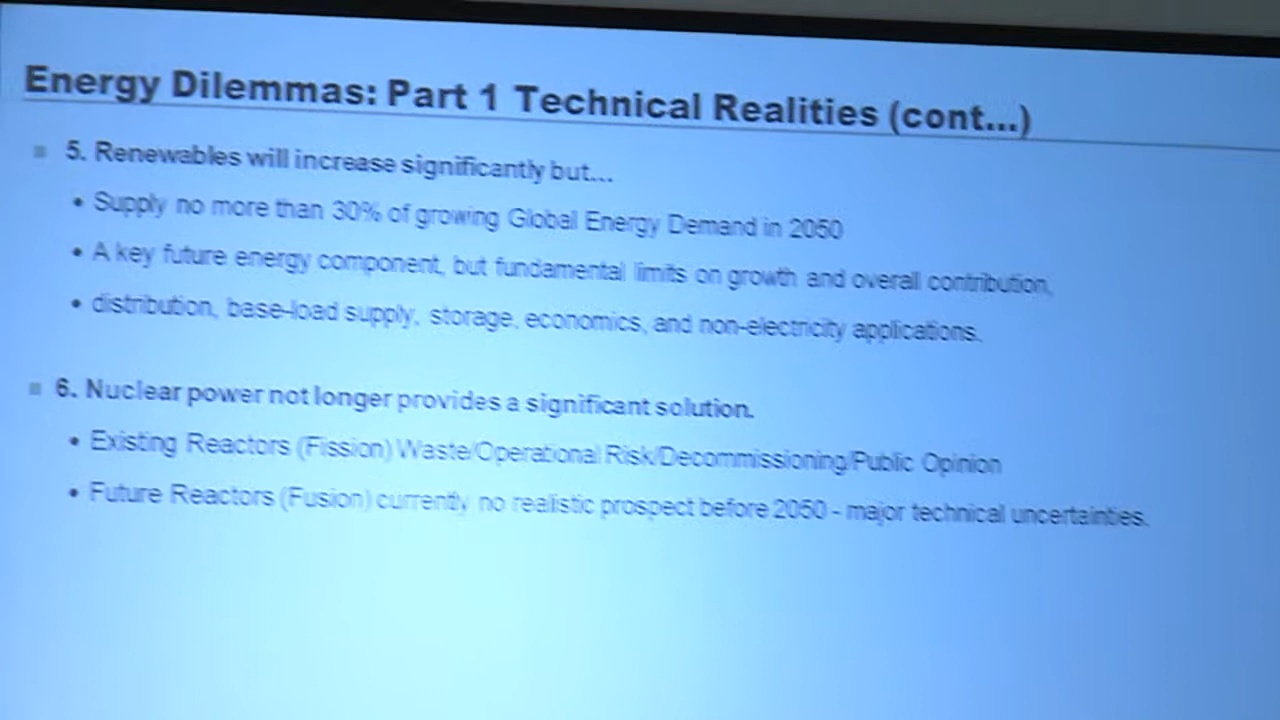 Energy Dilemmas: Part 1 Technical Realities (cont...)
5. Renewables will increase significantly but...
• Supply no more than 30% of growing Global Energy Demand in 2050
• A key future energy component, but fundamental limits on growth and overall contribution,
• distribution, base-load supply, storage, economics, and non-electricity applications.
6. Nuclear power not longer provides a significant solution.
• Existing Reactors (Fission) Waste/Operational Risk/Decommissioning/Public Opinion
• Future Reactors (Fusion) currently no realistic prospect before 2050 - major technical uncertainties.